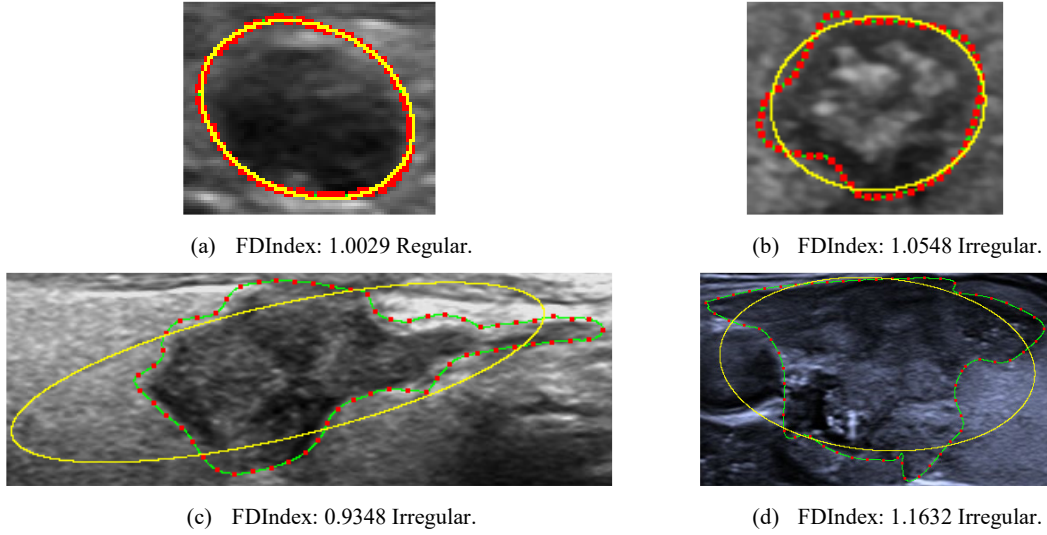 (a) FDIndex: 1.0029 Regular.
(b) FDIndex: 1.0548 Irregular.
(c) FDIndex: 0.9348 Irregular.
(d) FDIndex: 1.1632 Irregular.